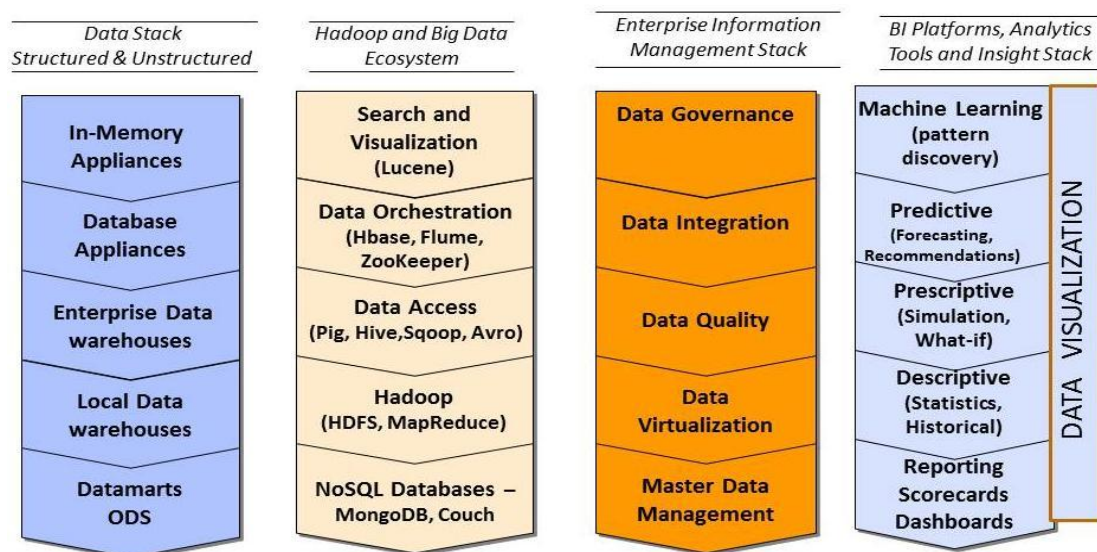 Data Stack
Structured & Unstructured
In-Memory
Appliances
Database
Appliances
Enterprise Data
warehouses
Local Data
warehouses
Datamarts
ODS
Hadoop and Big Data
Ecosystem
Search and
Visualization
(Lucene)
Data Orchestration
(Hbase, Flume,
ZooKeeper)
Data Access
(Pig, Hive,Sqoop, Avro)
Hadoop
(HDFS, MapReduce)
NoSQL Databases –
MongoDB, Couch
Enterprise Information
Management Stack
Data Governance
Data Integration
Data Quality
Data
Virtualization
Master Data
Management
BI Platforms, Analytics
Tools and Insight Stack
Machine Learning
(pattern
discovery)
Predictive
(Forecasting,
Recommendations)
Prescriptive
(Simulation,
What-if)
Descriptive
(Statistics,
Historical)
Reporting
Scorecards
Dashboards
DATA VISUALIZATION